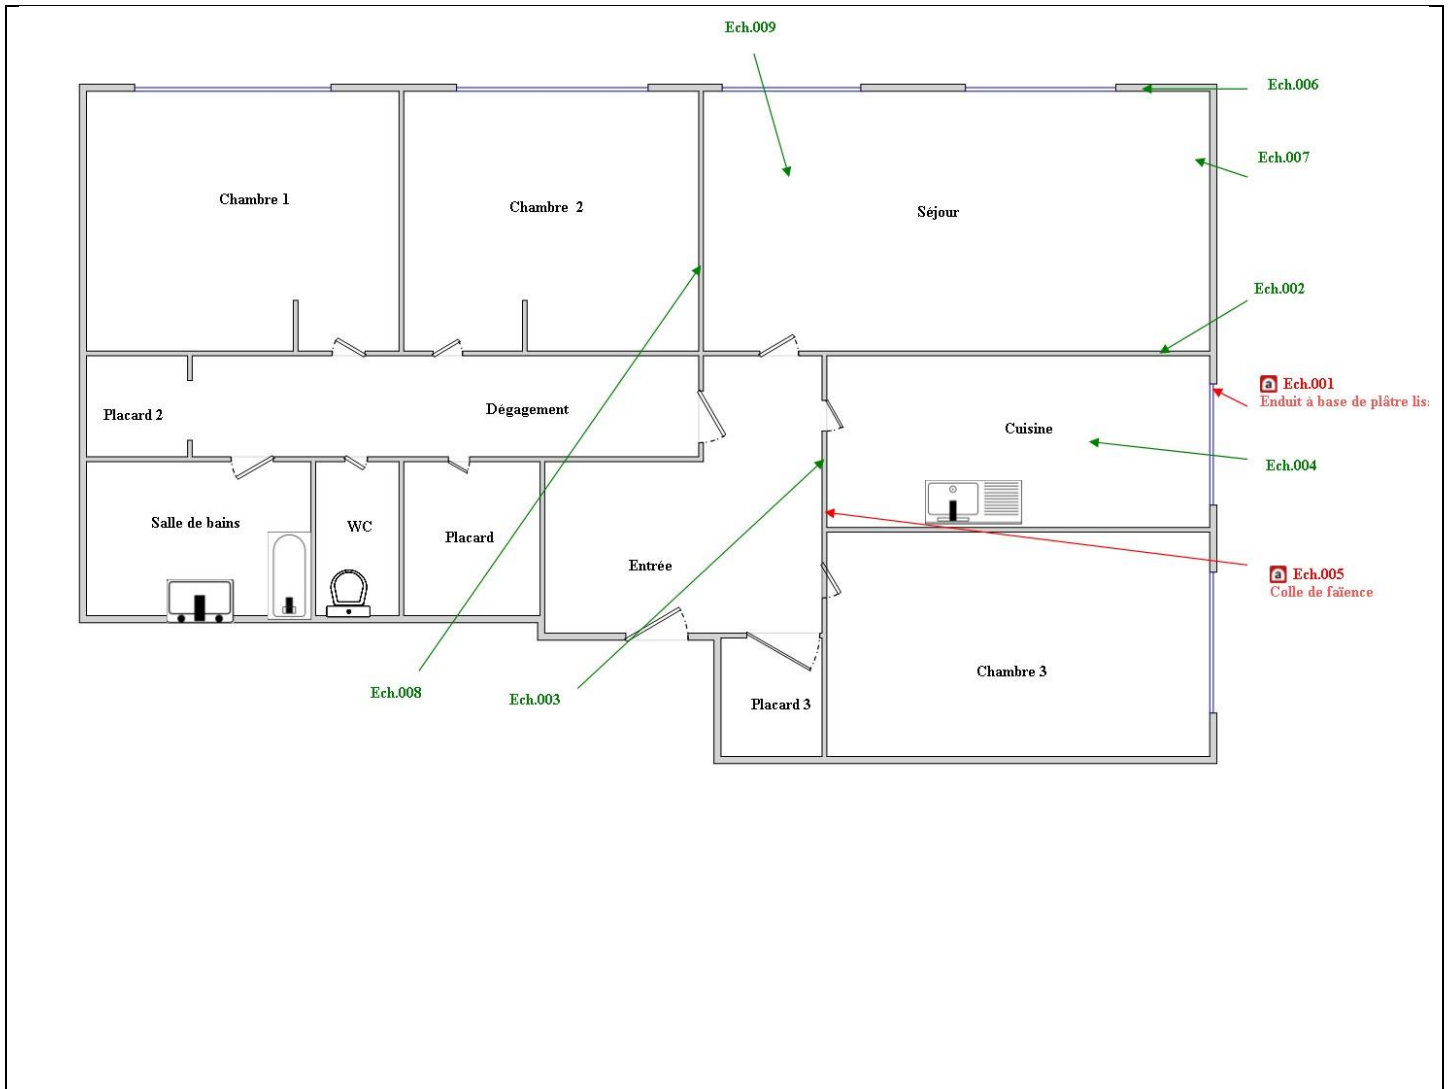 Ech.009
Ech.006
Ech.007
Chambre 1
Chambre 2
Séjour
Ech.002
a Ech.001
Enduit à base de plâtre lis
Placard 2
Dégagement
Cuisine
Ech.004
Salle de bains
WC
Placard
Entrée
a Ech.005
Colle de faïence
Chambre 3
Ech.008
Ech.003
Placard 3